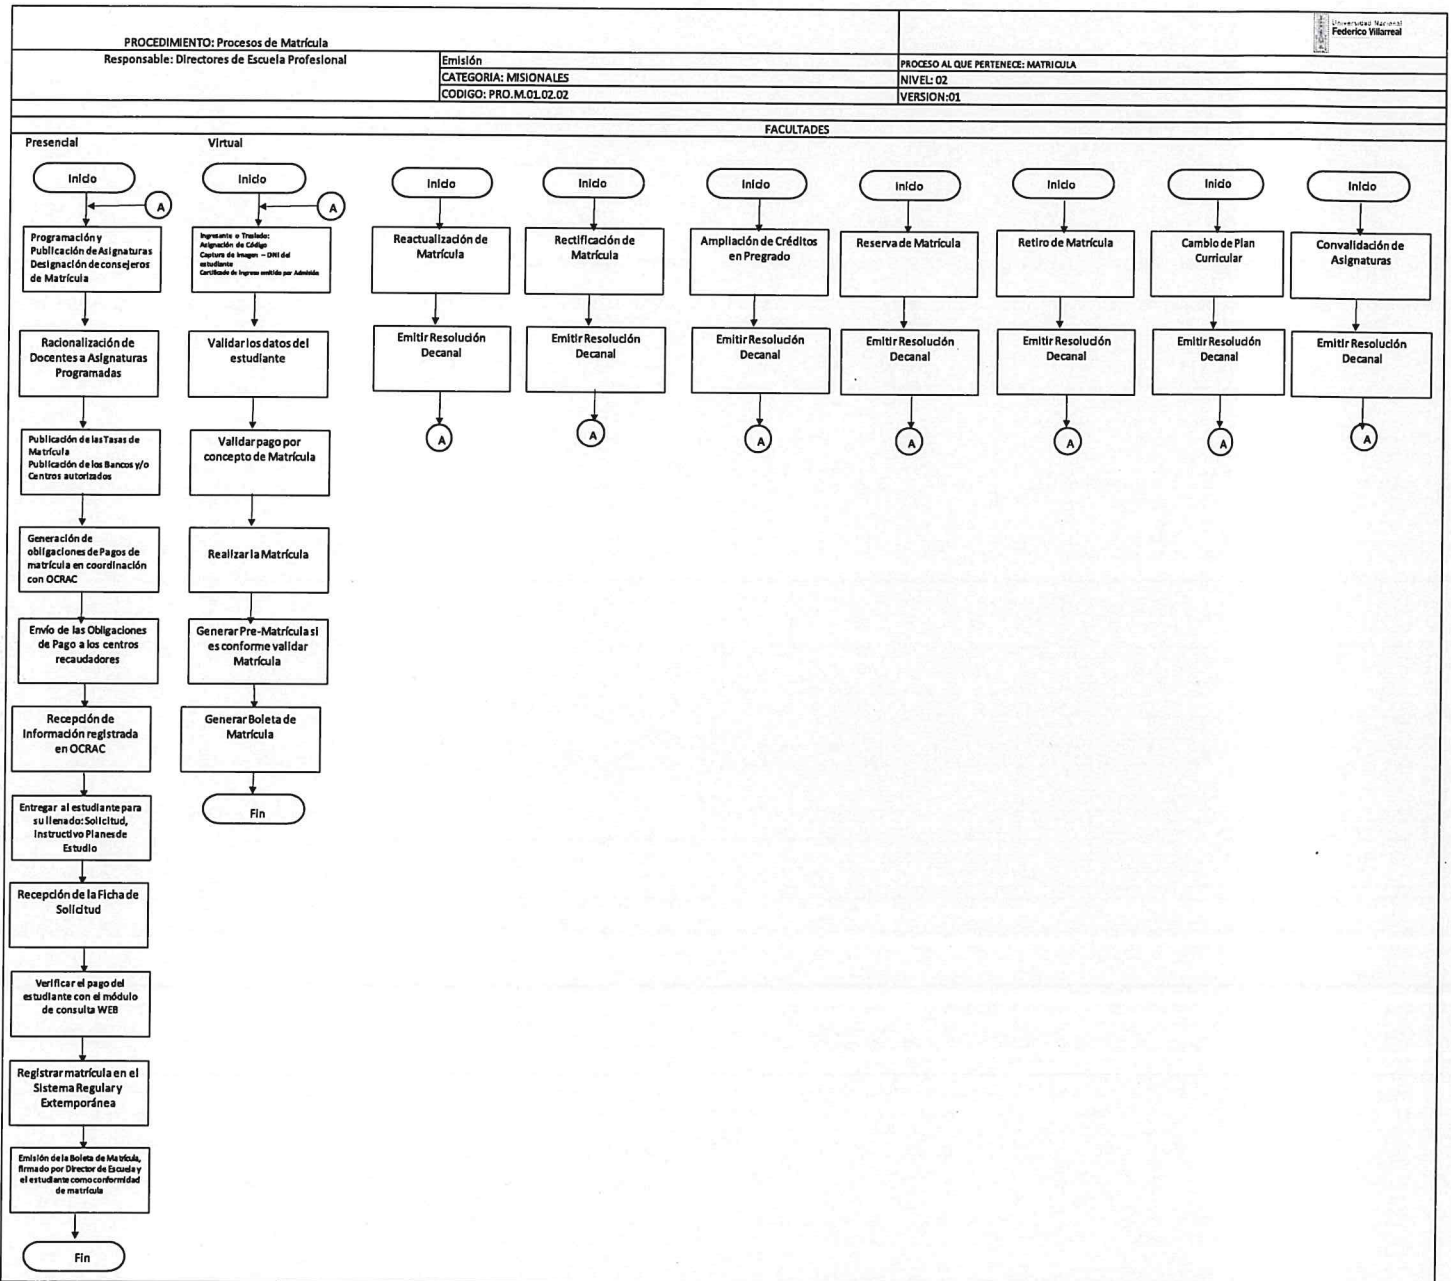 Universidad Nacional
Federico Villarreal
PROCEDIMIENTO: Procesos de Matrícula
Responsable: Directores de Escuela Profesional
Emisión
PROCESO AL QUE PERTENECE: MATRICULA
CATEGORIA: MISIONALES
NIVEL: 02
CODIGO: PRO.M.01.02.02
VERSION:01
FACULTADES
Presencial
Inicio
A
Programación y
Publicación de Asignaturas
Designación de consejeros
de Matrícula
Racionalización de
Docentes a Asignaturas
Programadas
Publicación de las Tasas de
Matrícula
Publicación de los Bancos y/o
Centros autorizados
Generación de
obligaciones de Pagos de
matrícula en coordinación
con OCRAC
Envío de las Obligaciones
de Pago a los centros
recaudadores
Recepción de
Información registrada
en OCRAC
Entregar al estudiante para
su llenado: Solicitud,
Instructivo Planes de
Estudio
Recepción de la Ficha de
Solicitud
Verificar el pago del
estudiante con el módulo
de consulta WEB
Registrar matrícula en el
Sistema Regular y
Extemporánea
Emisión de la Boleta de Matrícula,
firmado por Director de Escuela y
el estudiante como conformidad
de matrícula
Fin
Virtual
Inicio
A
Ingresante o Traslado:
Asignación de Código
Captura de Imagen – DNI del
estudiante
Certificado de Ingreso emitido por Admisión
Validar los datos del
estudiante
Validar pago por
concepto de Matrícula
Realizar la Matrícula
Generar Pre-Matrícula si
es conforme validar
Matrícula
Generar Boleta de
Matrícula
Fin
Inicio
Reactualización de
Matrícula
Emitir Resolución
Decanal
A
Inicio
Rectificación de
Matrícula
Emitir Resolución
Decanal
A
Inicio
Ampliación de Créditos
en Pregrado
Emitir Resolución
Decanal
A
Inicio
Reserva de Matrícula
Emitir Resolución
Decanal
A
Inicio
Retiro de Matrícula
Emitir Resolución
Decanal
A
Inicio
Cambio de Plan
Curricular
Emitir Resolución
Decanal
A
Inicio
Convalidación de
Asignaturas
Emitir Resolución
Decanal
A